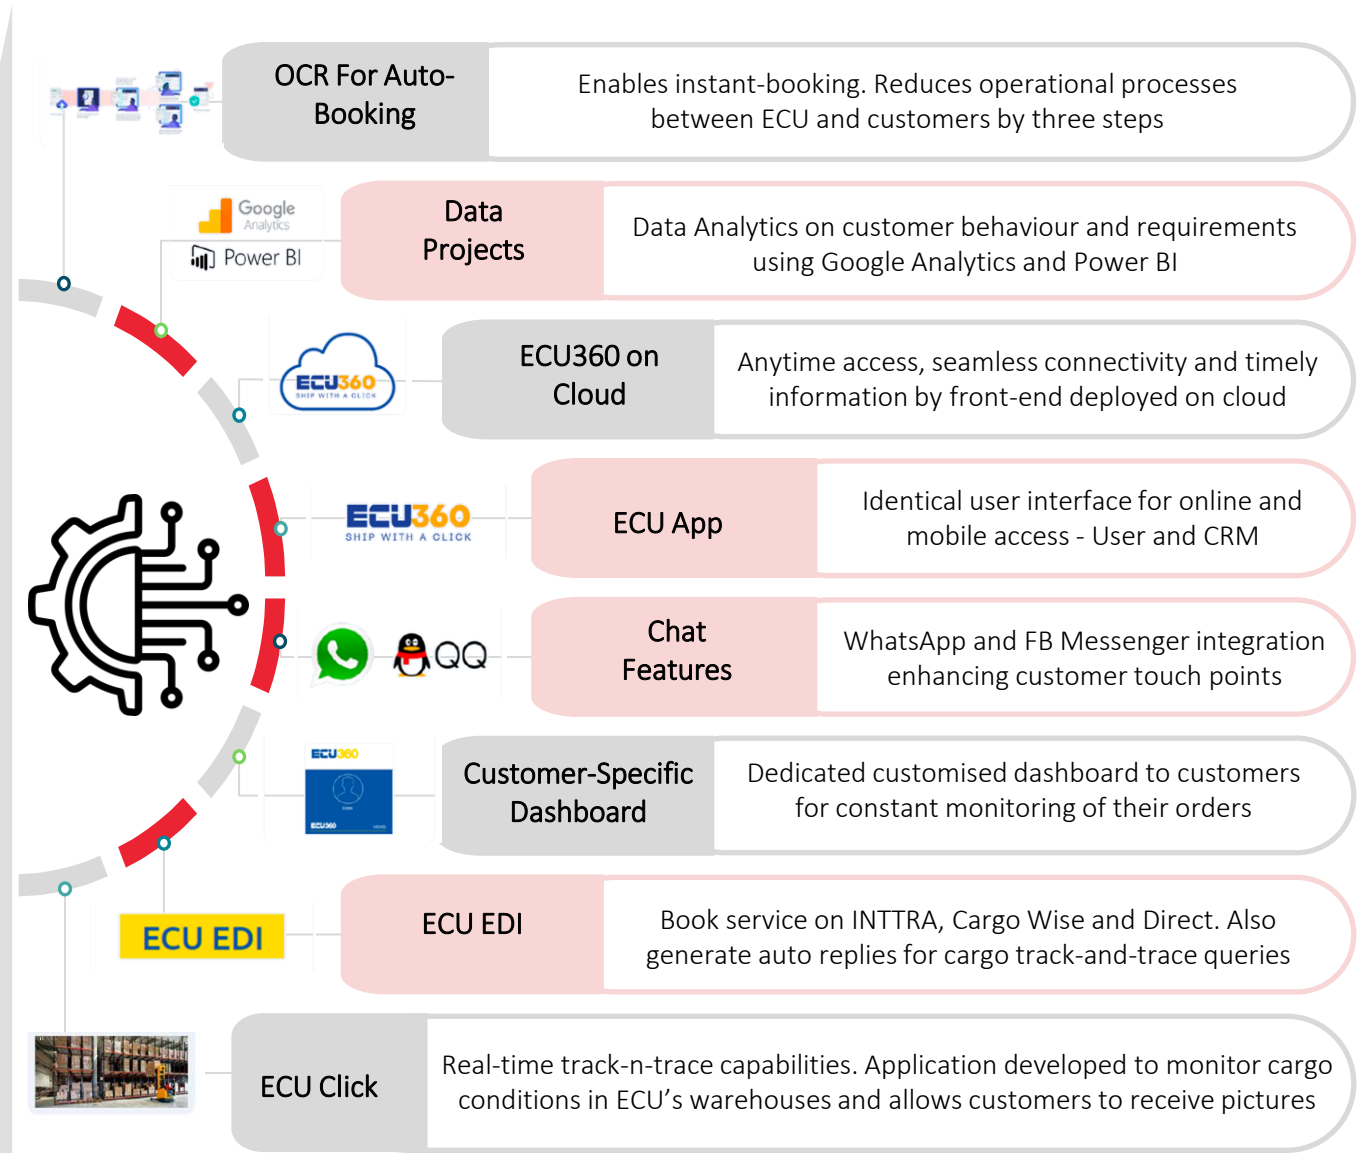 OCR For Auto-
Booking
Enables instant-booking. Reduces operational processes
between ECU and customers by three steps
Google
Analytics
Power BI
Data
Projects
Data Analytics on customer behaviour and requirements
using Google Analytics and Power BI
ECU360
SHIP WITH A CLICK
ECU360 on
Cloud
Anytime access, seamless connectivity and timely
information by front-end deployed on cloud
ECU360
SHIP WITH A CLICK
ECU App
Identical user interface for online and
mobile access - User and CRM
QQ
Chat
Features
WhatsApp and FB Messenger integration
enhancing customer touch points
ECU360
ECU360
Customer-Specific
Dashboard
Dedicated customised dashboard to customers
for constant monitoring of their orders
ECU EDI
ECU EDI
Book service on INTTRA, Cargo Wise and Direct. Also
generate auto replies for cargo track-and-trace queries
ECU Click
Real-time track-n-trace capabilities. Application developed to monitor cargo
conditions in ECU’s warehouses and allows customers to receive pictures